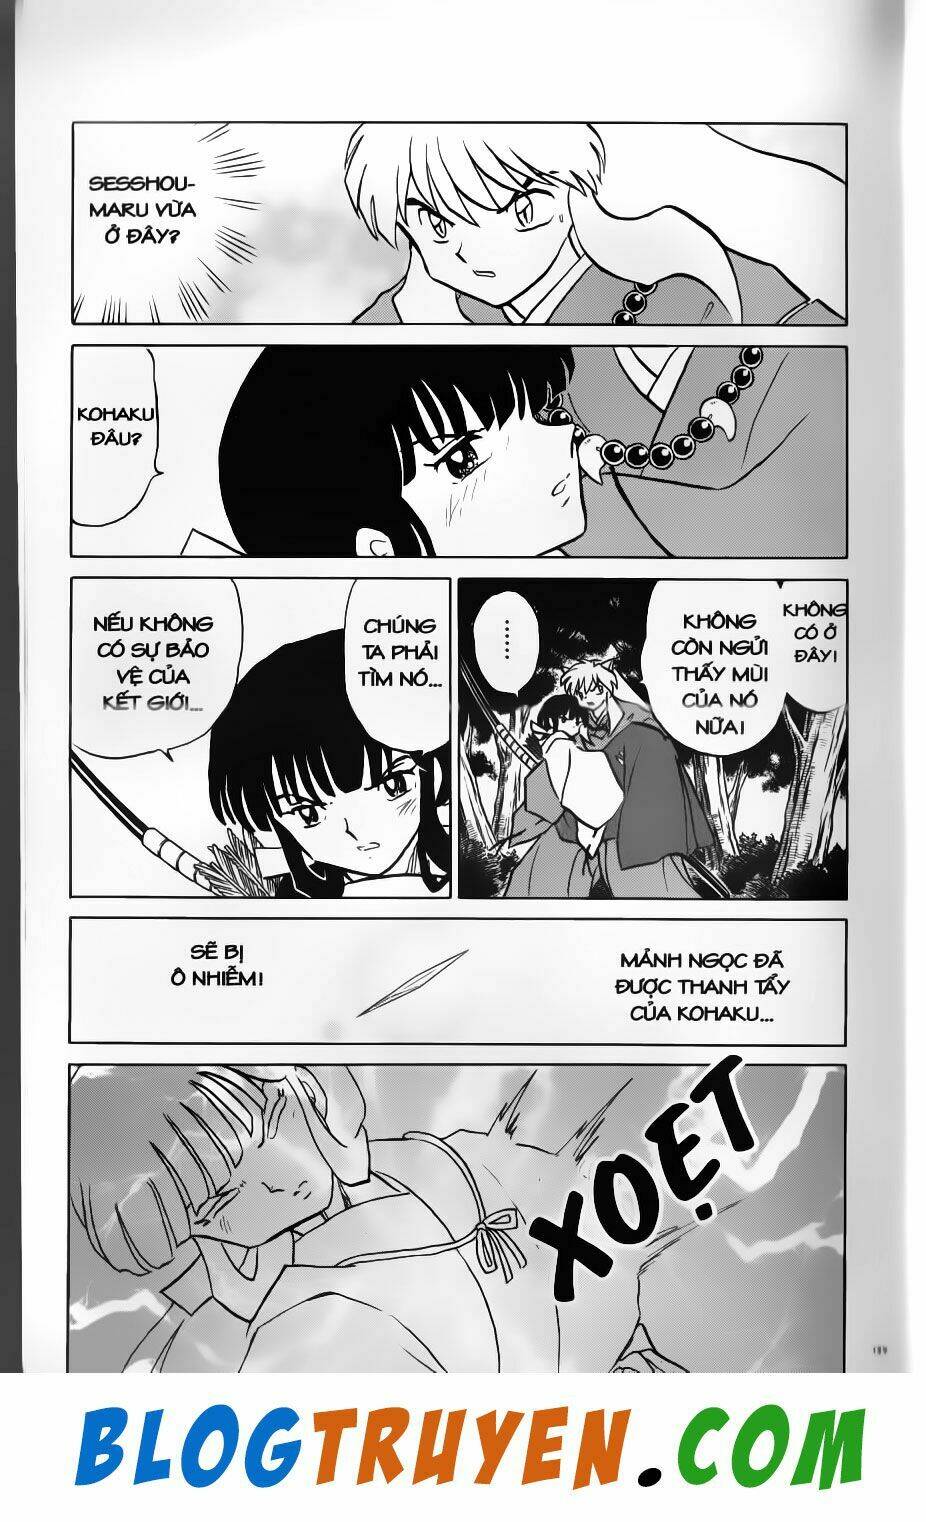 SESSHOU-
MARU VỪA
Ở ĐÂY?
KOHAKU
ĐÂU?
KHÔNG
CÓ Ở
ĐÂY!
KHÔNG
CÒN NGỬI
THẤY MÙI
CỦA NÓ
NỮA!
......
CHÚNG
TA PHẢI
TÌM NÓ...
NẾU KHÔNG
CÓ SỰ BẢO
VỆ CỦA
KẾT GIỚI...
MẢNH NGỌC ĐÃ
ĐƯỢC THANH TẨY
CỦA KOHAKU...
SẼ BỊ
Ô NHIỄM!
XOẸT
BLOGTRUYEN.COM